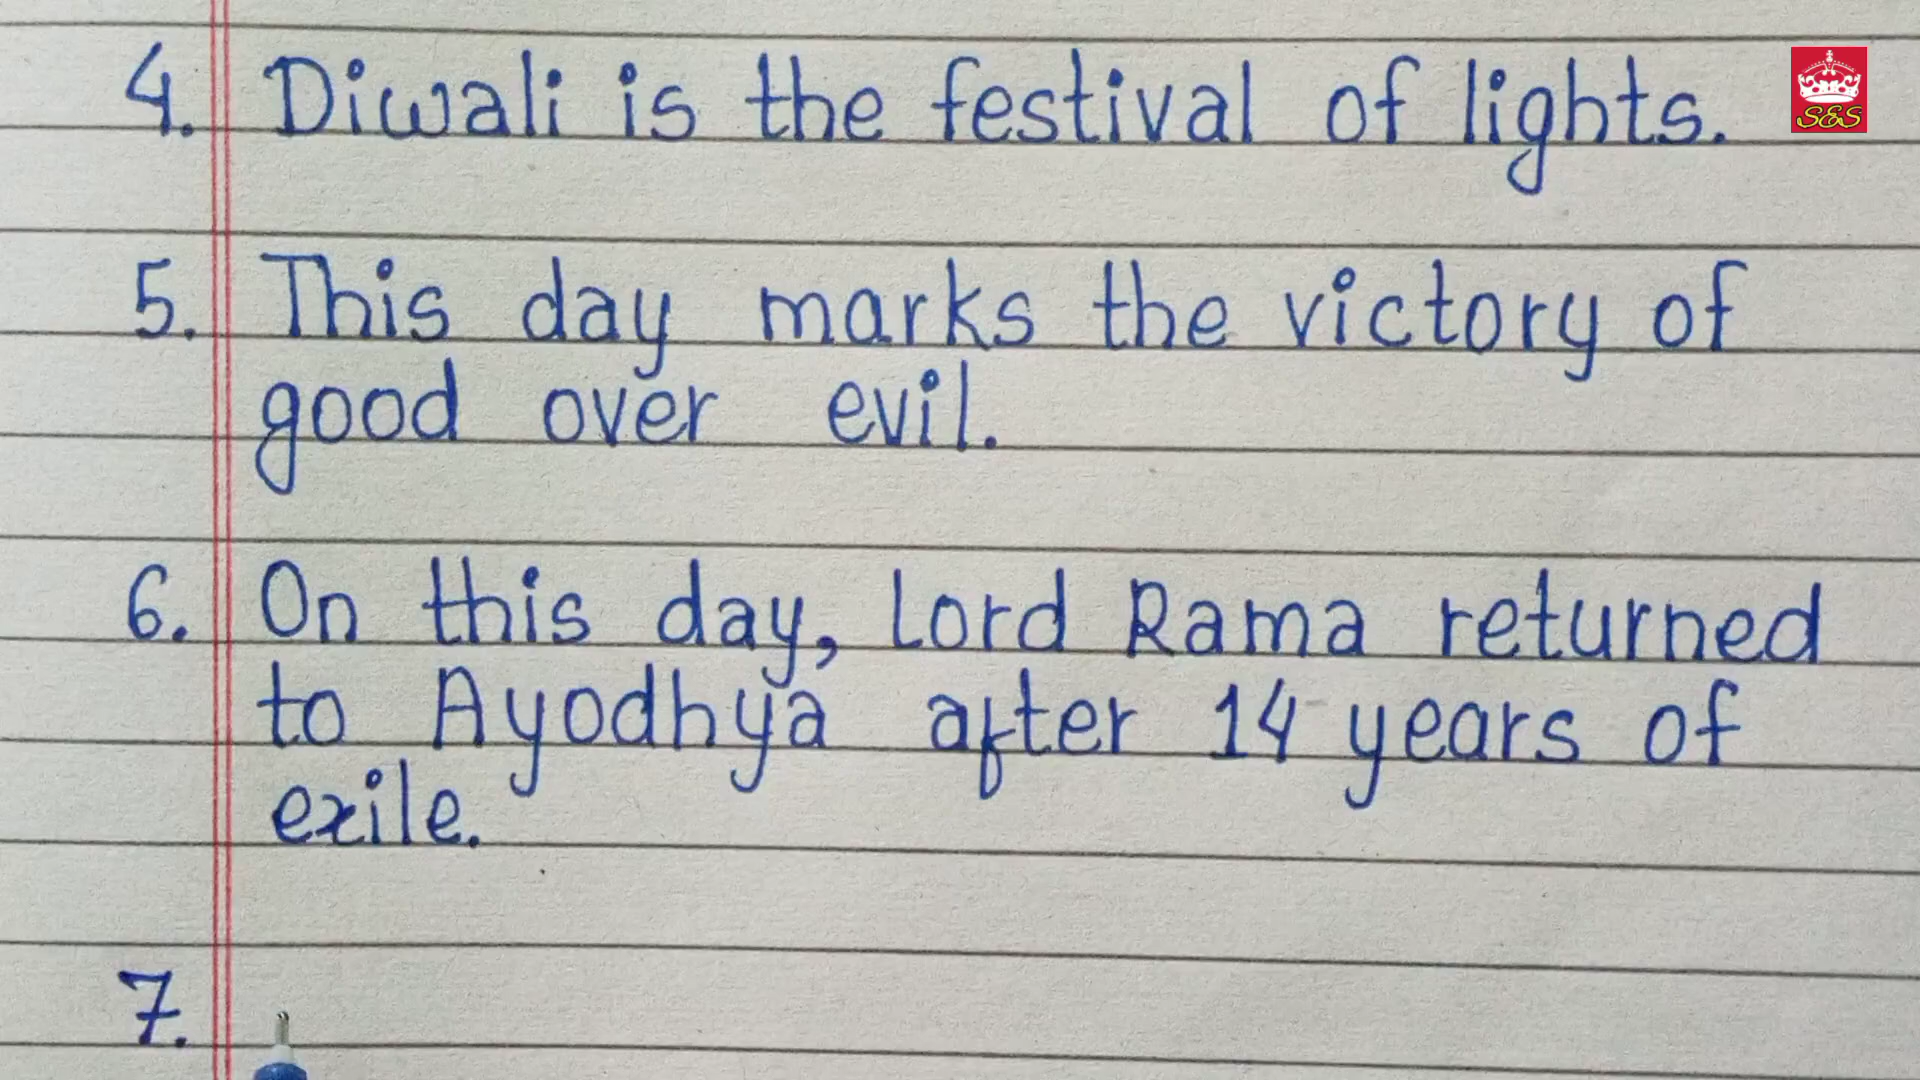 4. Diwali is the festival of lights.
S&S
5. This day marks the victory of
good over evil.
6. On this day, Lord Rama returned
to Ayodhya after 14 years of
exile.
7.